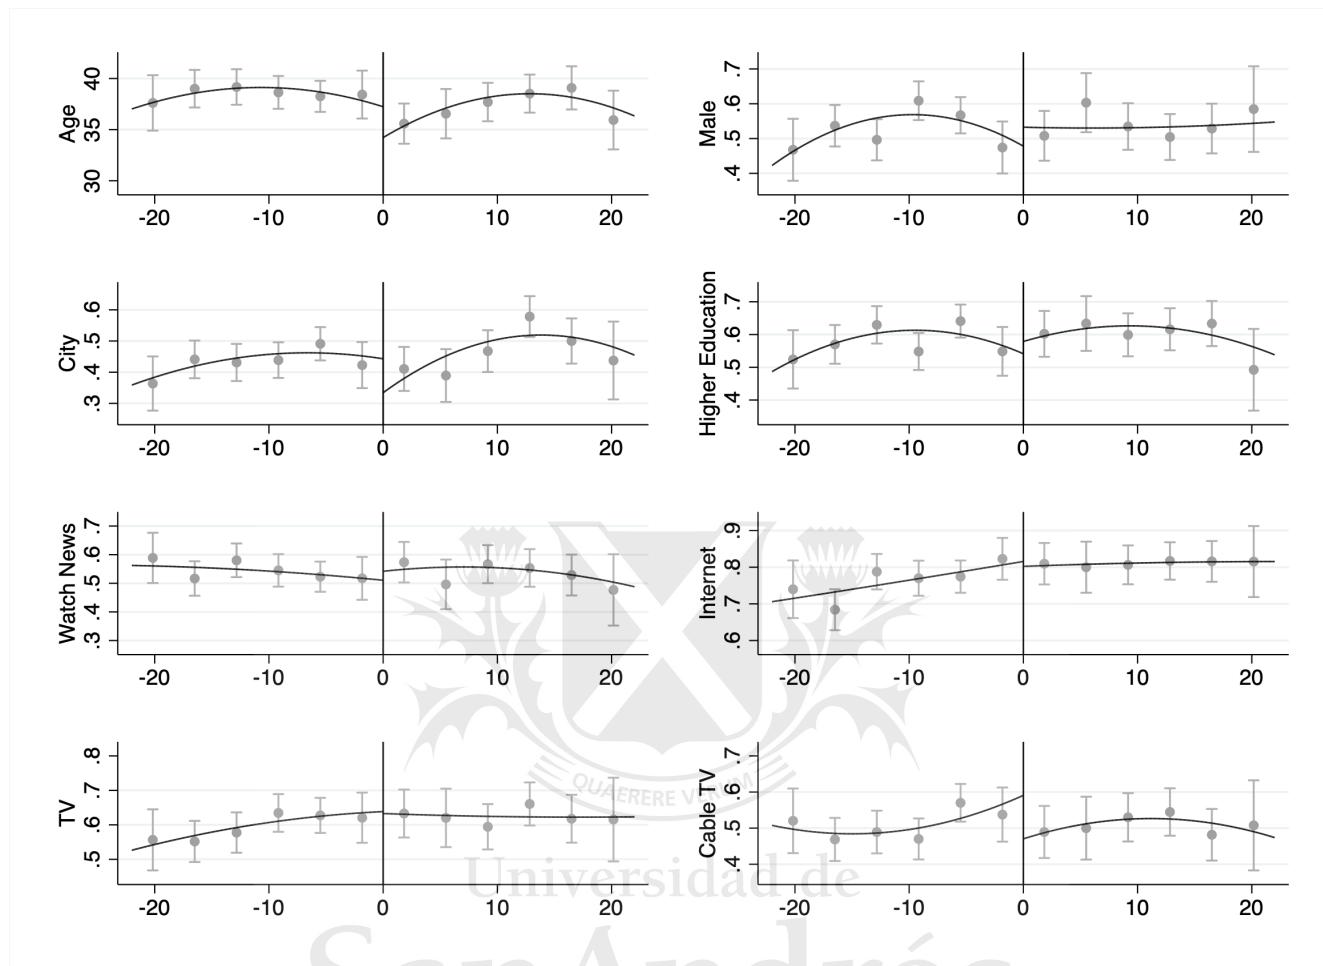 Age
40
35
30
-20 -10 0 10 20
Male
.7
.6
.5
.4
-20 -10 0 10 20
City
.6
.5
.4
.3
-20 -10 0 10 20
Higher Education
.7
.6
.5
.4
-20 -10 0 10 20
Watch News
.7
.6
.5
.4
.3
-20 -10 0 10 20
Internet
.9
.8
.7
.6
-20 -10 0 10 20
TV
.8
.7
.6
.5
-20 -10 0 10 20
Cable TV
.7
.6
.5
.4
-20 -10 0 10 20
QUAERERE VERUM
Universidad de
San Andrés